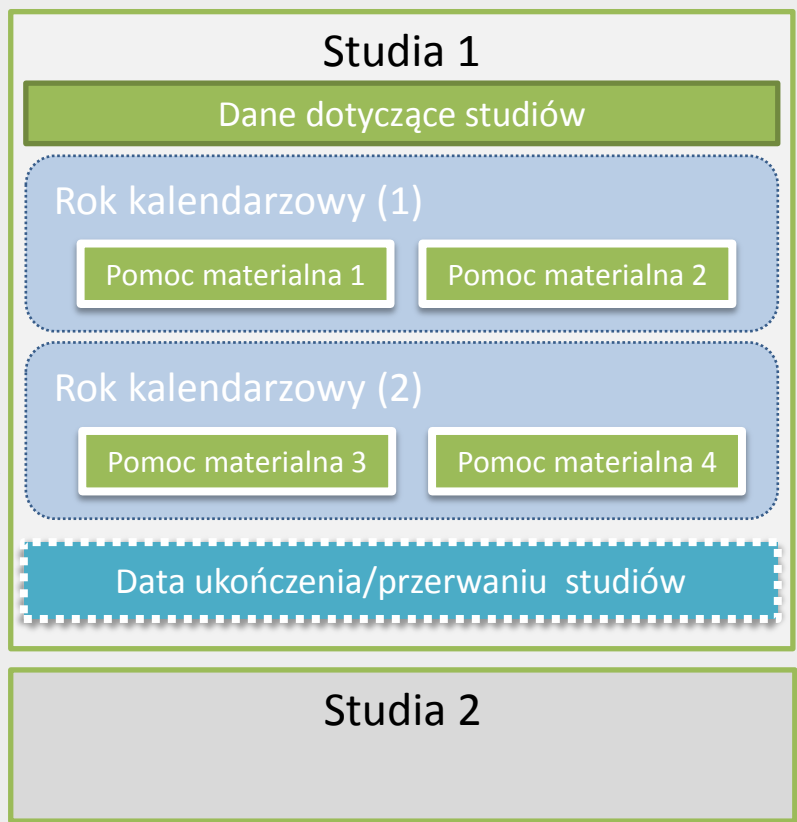 Studia 1
Dane dotyczące studiów
Rok kalendarzowy (1)
Pomoc materialna 1
Pomoc materialna 2
Rok kalendarzowy (2)
Pomoc materialna 3
Pomoc materialna 4
Data ukończenia/przerwaniu  studiów
Studia 2